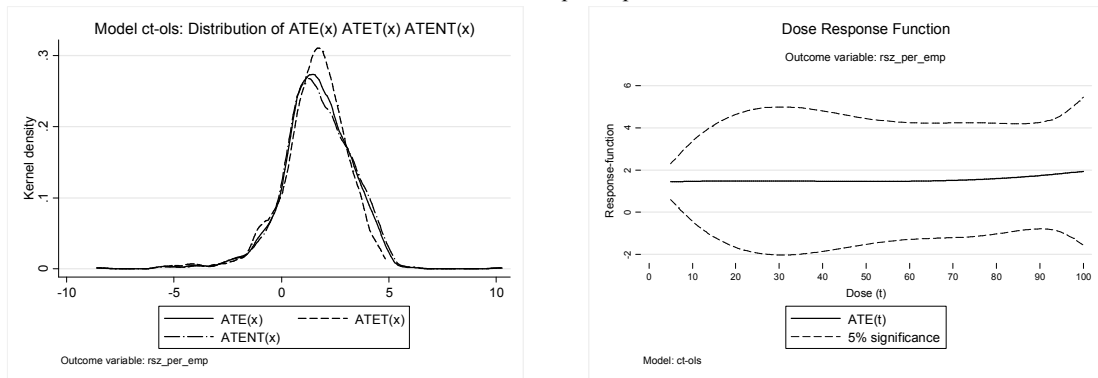 Model ct-ols: Distribution of ATE(x) ATET(x) ATENT(x)
Kernel density
.3
.2
.1
0
-10 -5 0 5 10
ATE(x) ATET(x)
ATENT(x)
Outcome variable: rsz_per_emp
Dose Response Function
Outcome variable: rsz_per_emp
Response-function
6
4
2
0
-2
0 10 20 30 40 50 60 70 80 90 100
Dose (t)
ATE(t)
5% significance
Model: ct-ols